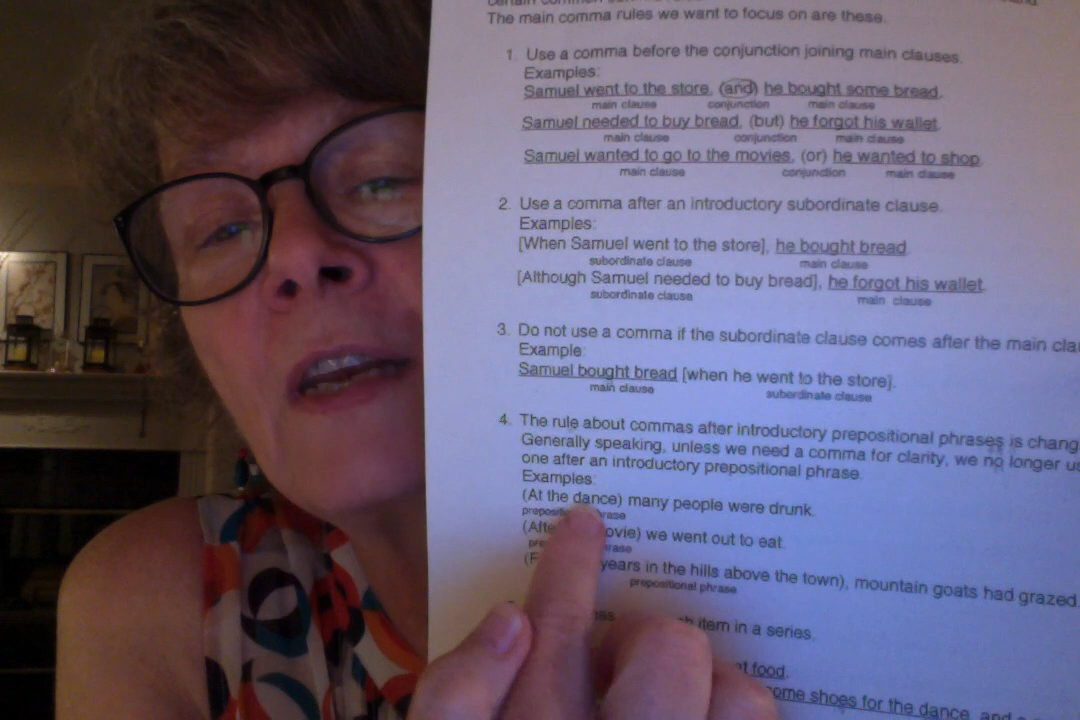 The main comma rules we want to focus on are these.
1. Use a comma before the conjunction joining main clauses.
Examples:
Samuel went to the store, (and) he bought some bread.
main clause conjunction main clause
Samuel needed to buy bread, (but) he forgot his wallet.
main clause conjunction main clause
Samuel wanted to go to the movies, (or) he wanted to shop.
main clause conjunction main clause
2. Use a comma after an introductory subordinate clause.
Examples:
[When Samuel went to the store], he bought bread.
subordinate clause main clause
[Although Samuel needed to buy bread], he forgot his wallet.
subordinate clause main clause
3. Do not use a comma if the subordinate clause comes after the main
Example:
Samuel bought bread [when he went to the store].
main clause subordinate clause
4. The rule about commas after introductory prepositional phrases is
Generally speaking, unless we need a comma for clarity, we no longer
one after an introductory prepositional phrase.
Examples:
(At the dance) many people were drunk.
we went out to eat.
years in the hills above the town), mountain goats had grazed.
prepositional phrase
item in a series.
food.
shoes for the dance, and